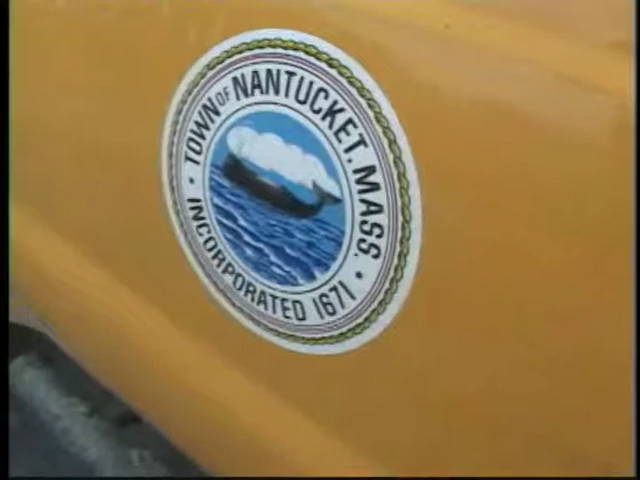 TOWN OF NANTUCKET, MASS.
INCORPORATED 1671